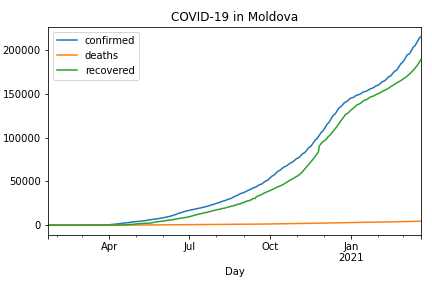 COVID-19 in Moldova
confirmed
deaths
recovered
200000
150000
100000
50000
0
Apr
Jul
Oct
Jan
2021
Day